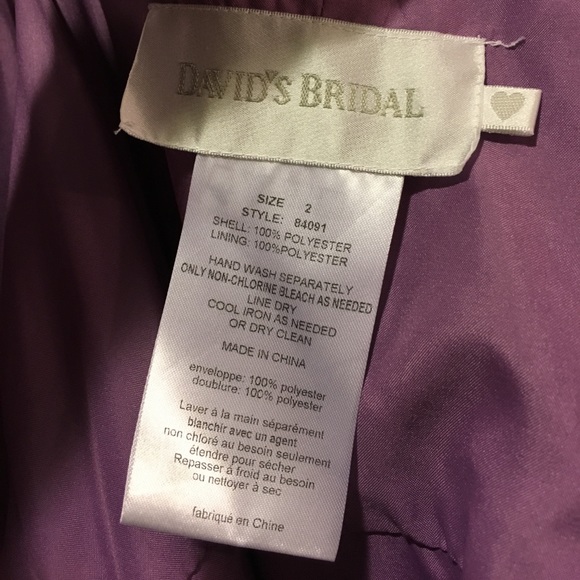 DAVID'S BRIDAL
SIZE 2
STYLE: 84091
SHELL: 100% POLYESTER
LINING: 100%POLYESTER
HAND WASH SEPARATELY
ONLY NON-CHLORINE BLEACH AS NEEDED
LINE DRY
COOL IRON AS NEEDED
OR DRY CLEAN
MADE IN CHINA
enveloppe: 100% polyester
doublure: 100% polyester
Laver à la main séparément
blanchir avec un agent
non chloré au besoin seulement
étendre pour sécher
Repasser à froid au besoin
ou nettoyer à sec
fabriqué en Chine